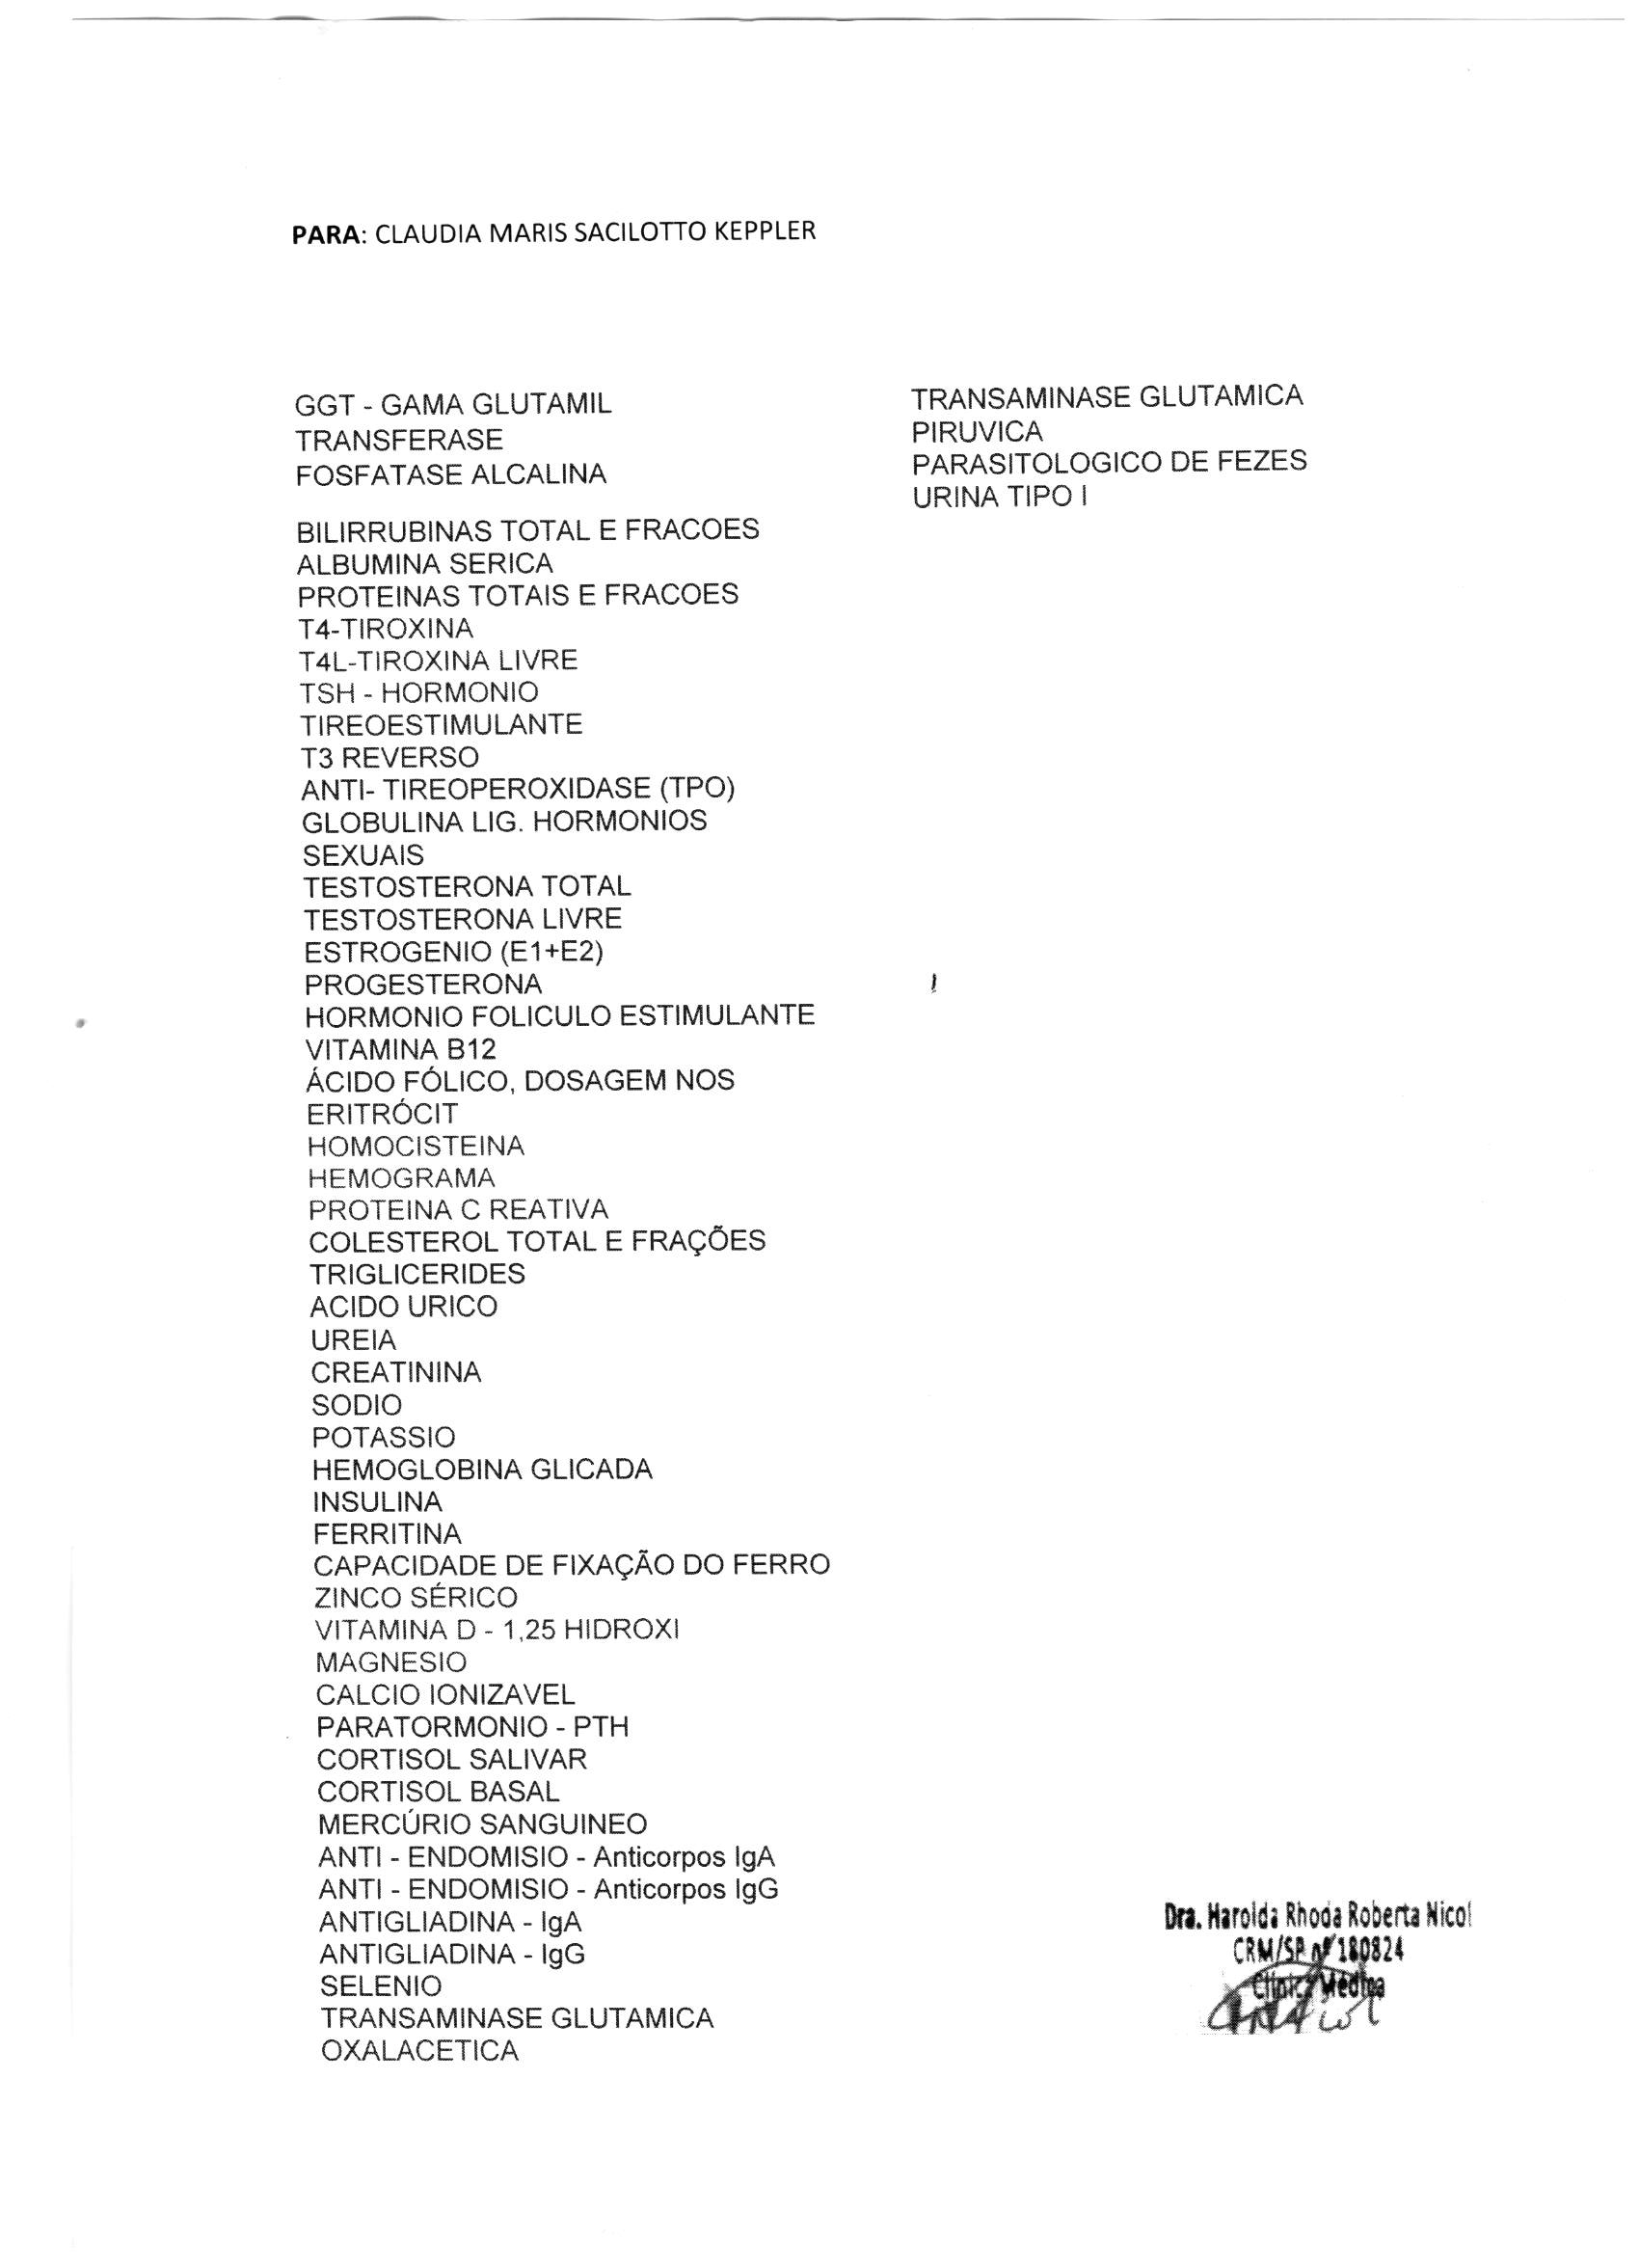 PARA: CLAUDIA MARIS SACILOTTO KEPPLER
GGT - GAMA GLUTAMIL
TRANSFERASE
FOSFATASE ALCALINA
BILIRRUBINAS TOTAL E FRACOES
ALBUMINA SERICA
PROTEINAS TOTAIS E FRACOES
T4-TIROXINA
T4L-TIROXINA LIVRE
TSH - HORMONIO
TIREOESTIMULANTE
T3 REVERSO
ANTI- TIREOPEROXIDASE (TPO)
GLOBULINA LIG. HORMONIOS
SEXUAIS
TESTOSTERONA TOTAL
TESTOSTERONA LIVRE
ESTROGENIO (E1+E2)
PROGESTERONA
HORMONIO FOLICULO ESTIMULANTE
VITAMINA B12
ÁCIDO FÓLICO, DOSAGEM NOS
ERITRÓCIT
HOMOCISTEINA
HEMOGRAMA
PROTEINA C REATIVA
COLESTEROL TOTAL E FRAÇÕES
TRIGLICERIDES
ACIDO URICO
UREIA
CREATININA
SODIO
POTASSIO
HEMOGLOBINA GLICADA
INSULINA
FERRITINA
CAPACIDADE DE FIXAÇÃO DO FERRO
ZINCO SÉRICO
VITAMINA D - 1,25 HIDROXI
MAGNESIO
CALCIO IONIZAVEL
PARATORMONIO - PTH
CORTISOL SALIVAR
CORTISOL BASAL
MERCÚRIO SANGUINEO
ANTI - ENDOMISIO - Anticorpos IgA
ANTI - ENDOMISIO - Anticorpos IgG
ANTIGLIADINA - IgA
ANTIGLIADINA - IgG
SELENIO
TRANSAMINASE GLUTAMICA
OXALACETICA
TRANSAMINASE GLUTAMICA
PIRUVICA
PARASITOLOGICO DE FEZES
URINA TIPO I
Dra. Harolda Rhoda Roberta Nicol
CRM/SP nº 180824
Clínica Médica